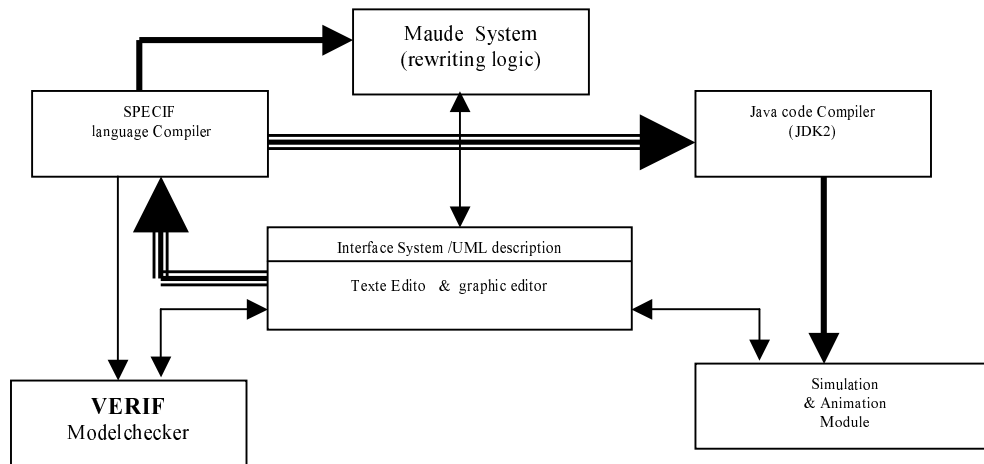 Maude System
(rewriting logic)
SPECIF
language Compiler
Java code Compiler
(JDK2)
Interface System /UML description
Texte Edito & graphic editor
VERIF
Modelchecker
Simulation
& Animation
Module